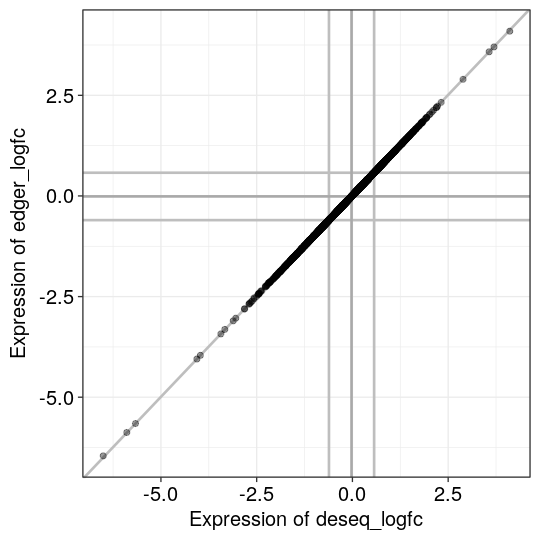 Expression of edger_logfc
2.5
0.0
-2.5
-5.0
-5.0 -2.5 0.0 2.5
Expression of deseq_logfc